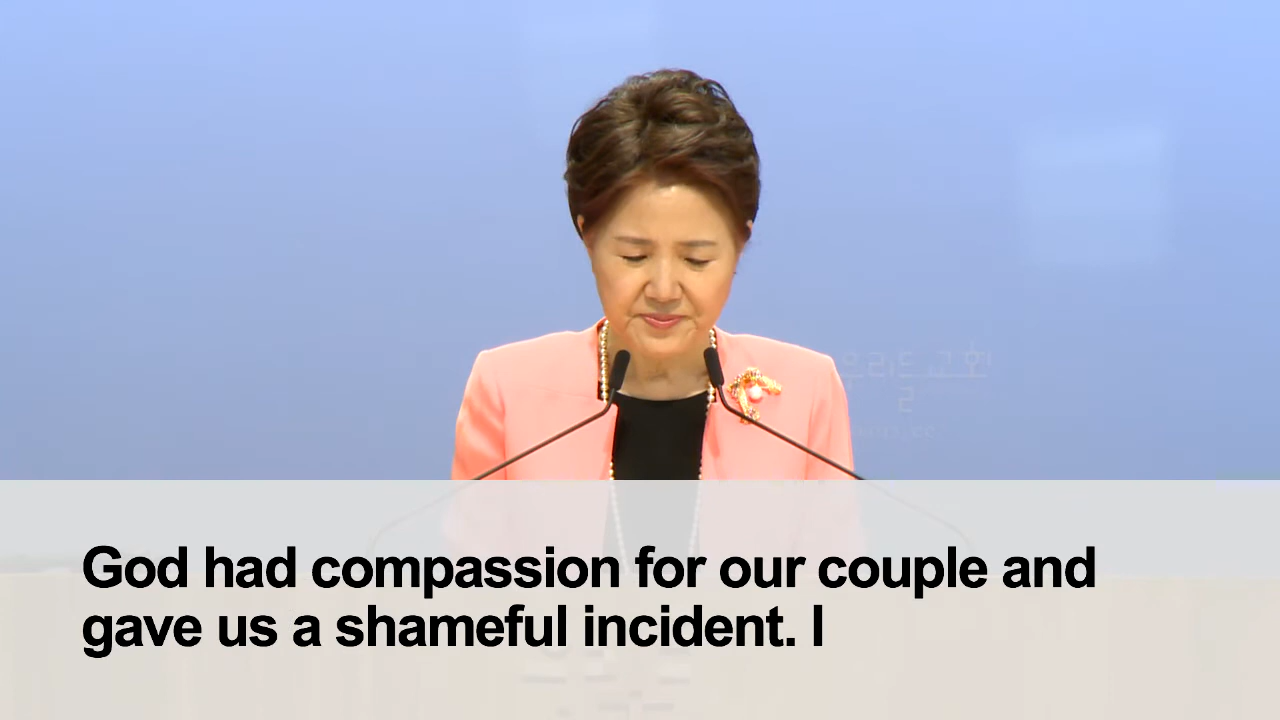 God had compassion for our couple and
gave us a shameful incident. I